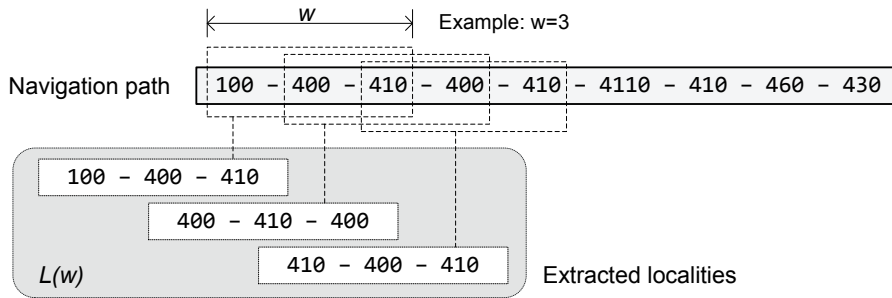 w
Example: w=3
Navigation path
100 – 400 – 410 – 400 – 410 – 4110 – 410 – 460 – 430
100 – 400 – 410
400 – 410 – 400
410 – 400 – 410
L(w)
Extracted localities